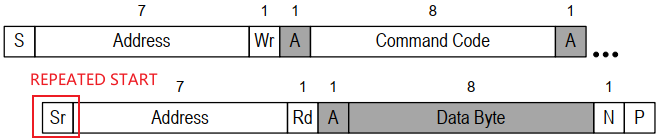 7 1 1 8 1
S Address Wr A Command Code A ...
REPEATED START 7 1 1 8 1
Sr Address Rd A Data Byte N P